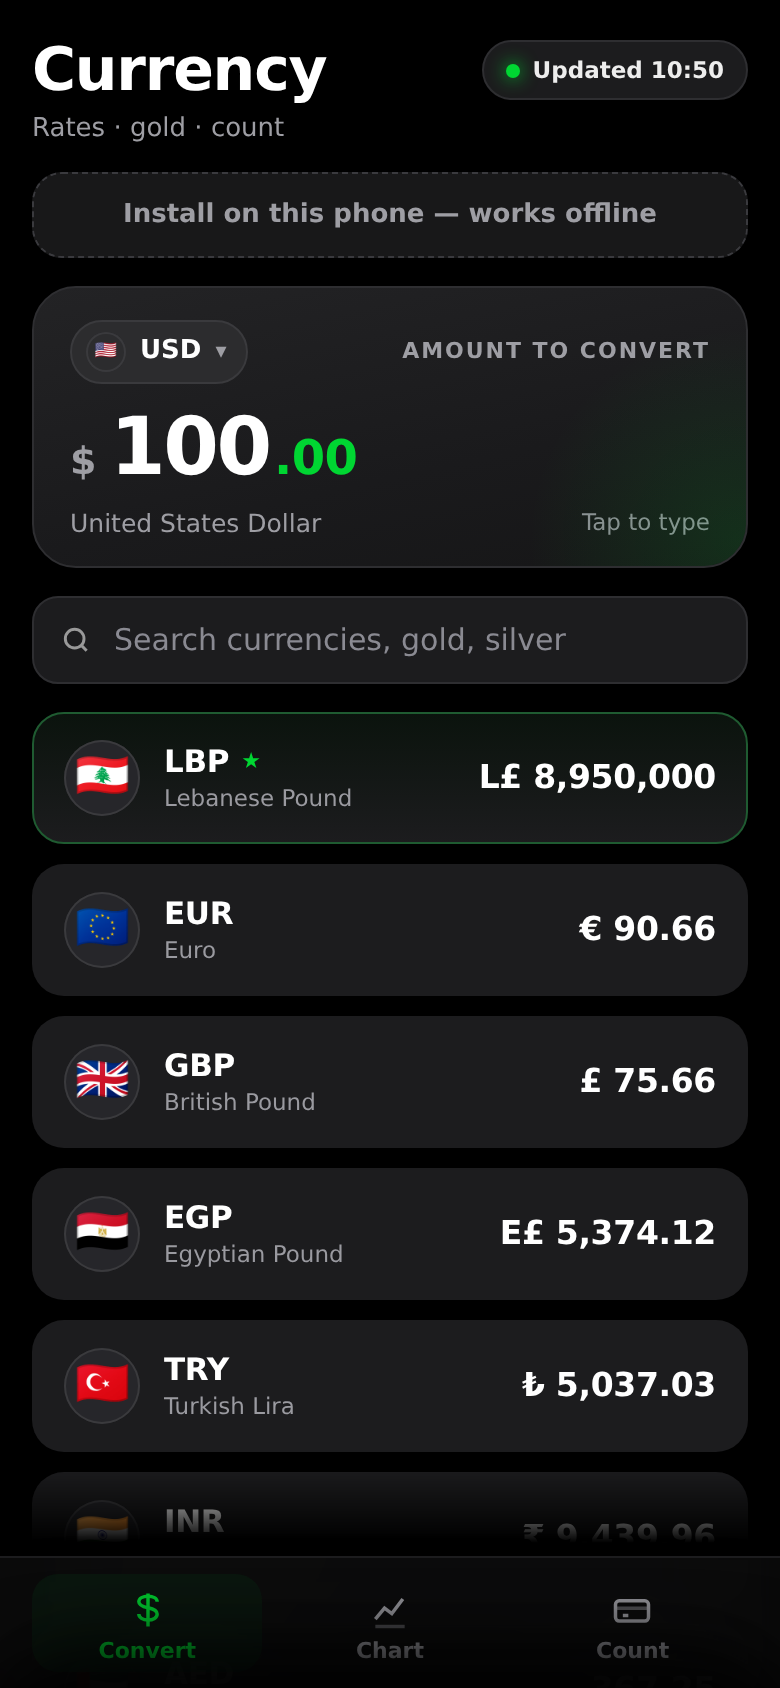 Currency
Updated 10:50
Rates · gold · count
Install on this phone — works offline
USD ▾
AMOUNT TO CONVERT
$ 100.00
United States Dollar
Tap to type
Search currencies, gold, silver
LBP ★
L£ 8,950,000
Lebanese Pound
EUR
€ 90.66
Euro
GBP
£ 75.66
British Pound
EGP
E£ 5,374.12
Egyptian Pound
TRY
₺ 5,037.03
Turkish Lira
INR
₹ 9,439.96
Convert
Chart
Count